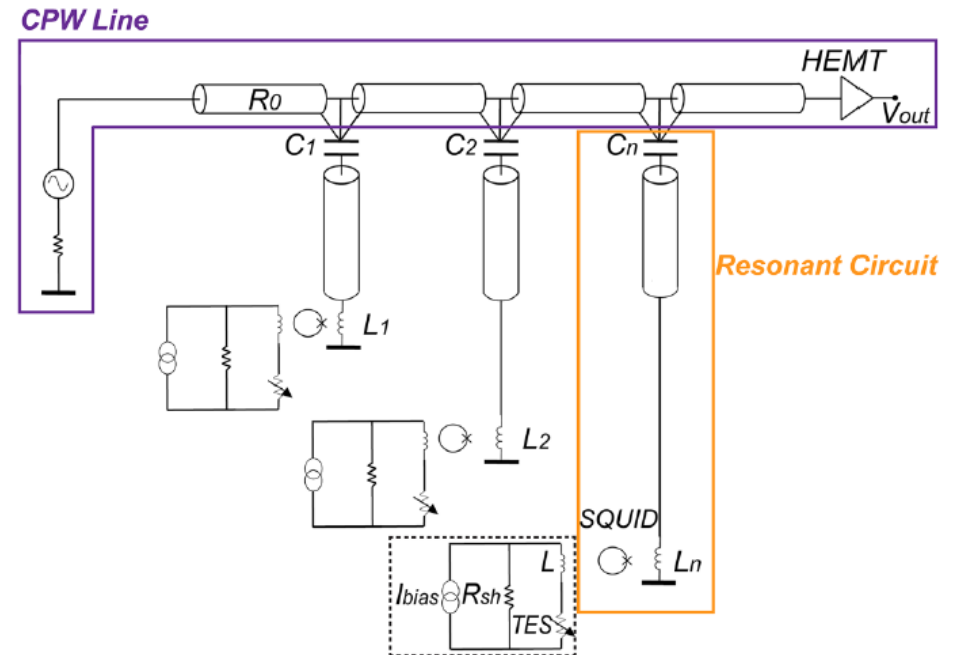 CPW Line
HEMT
R0
Vout
C1
C2
Cn
Resonant Circuit
L1
L2
SQUID
Ln
L
Ibias
Rsh
TES